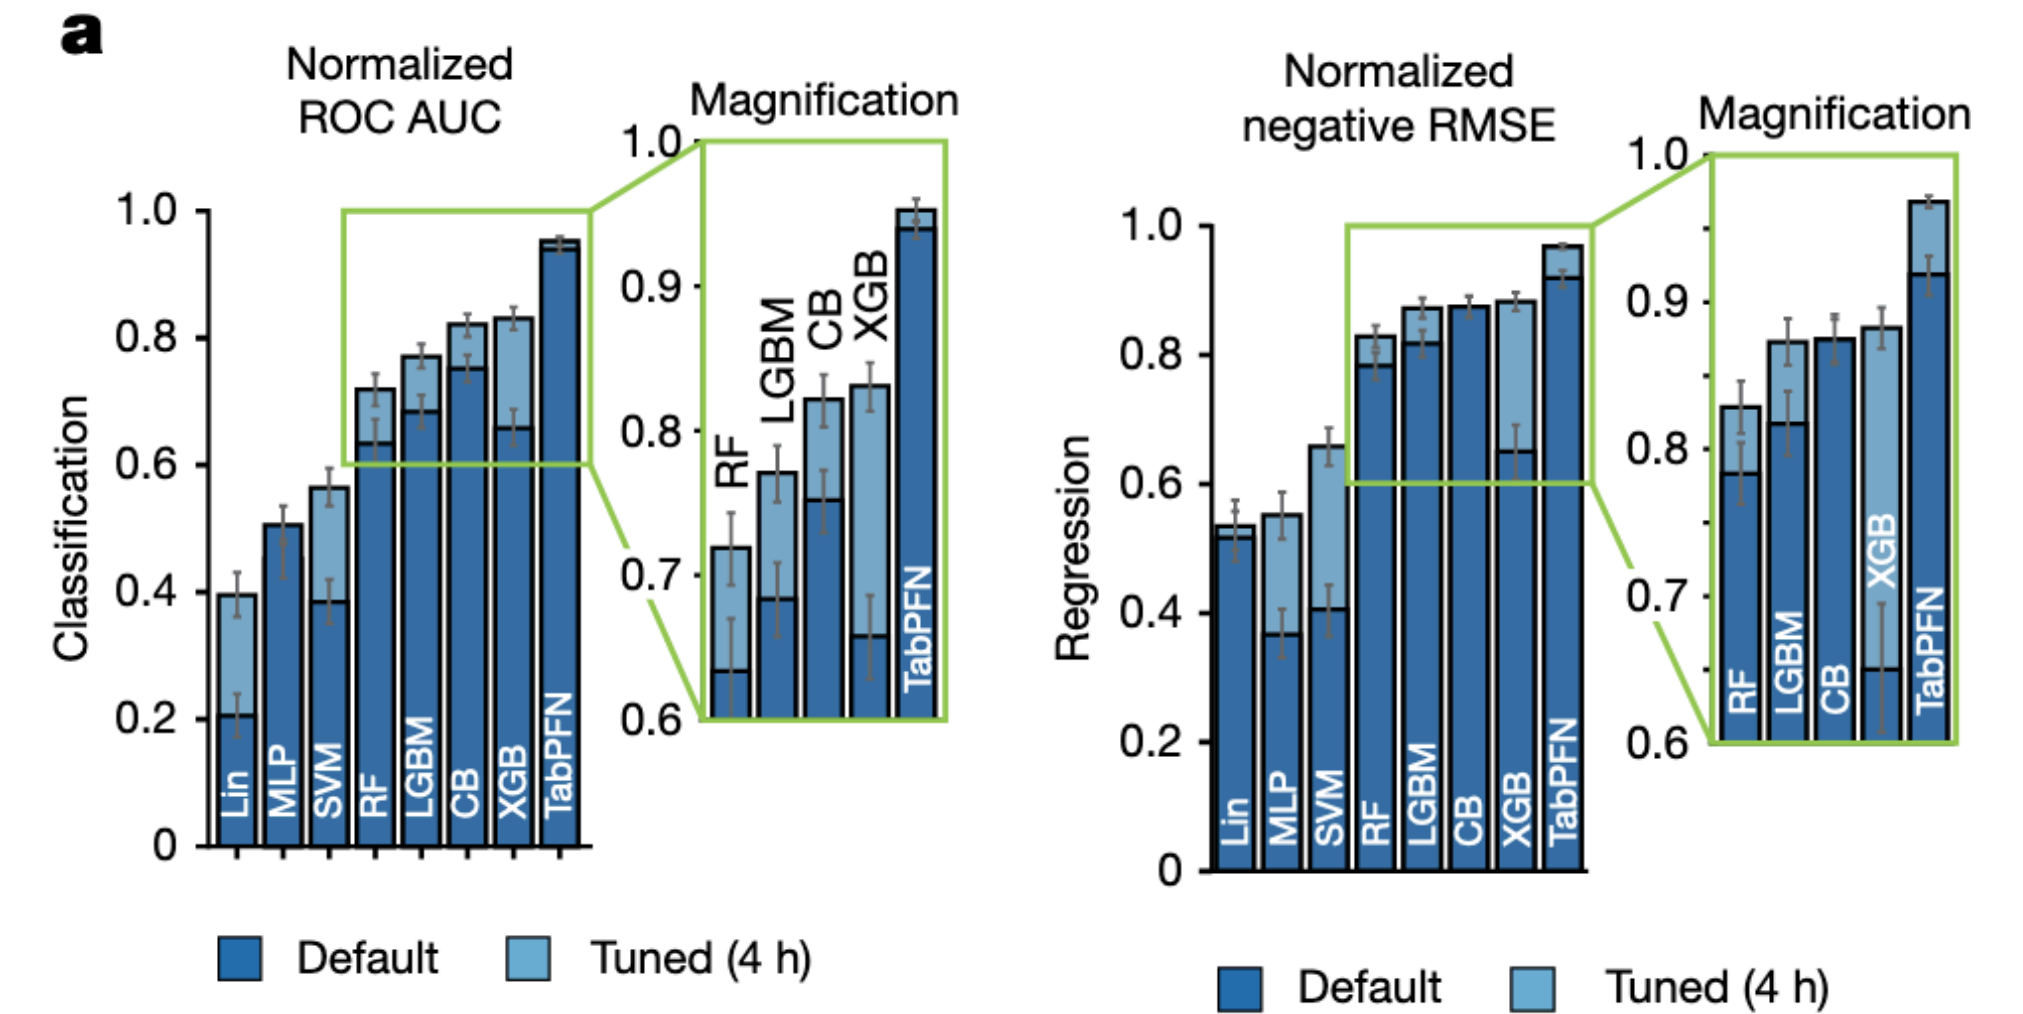 a
Normalized
ROC AUC
Magnification
Classification
1.0
0.8
0.6
0.4
0.2
0
Lin
MLP
SVM
RF
LGBM
CB
XGB
TabPFN
1.0
0.9
0.8
0.7
0.6
RF
LGBM
CB
XGB
TabPFN
Default
Tuned (4 h)
Normalized
negative RMSE
Magnification
Regression
1.0
0.8
0.6
0.4
0.2
0
Lin
MLP
SVM
RF
LGBM
CB
XGB
TabPFN
1.0
0.9
0.8
0.7
0.6
RF
LGBM
CB
XGB
TabPFN
Default
Tuned (4 h)